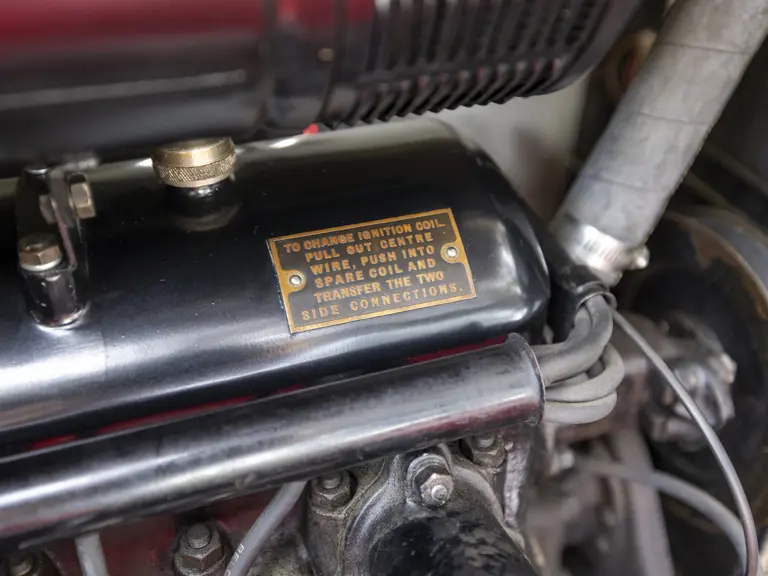 TO CHANGE IGNITION COIL
PULL OUT CENTRE
WIRE, PUSH INTO
SPARE COIL AND
TRANSFER THE TWO
SIDE CONNECTIONS.